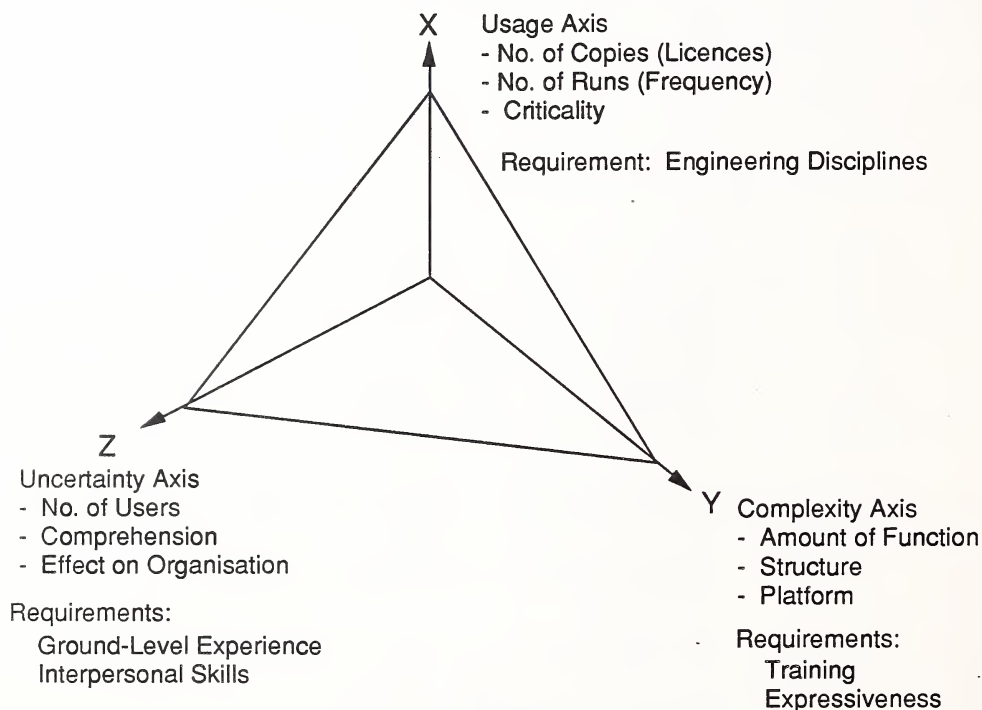 X
Usage Axis
- No. of Copies (Licences)
- No. of Runs (Frequency)
- Criticality
Requirement: Engineering Disciplines
Z
Uncertainty Axis
- No. of Users
- Comprehension
- Effect on Organisation
Requirements:
Ground-Level Experience
Interpersonal Skills
Y
Complexity Axis
- Amount of Function
- Structure
- Platform
Requirements:
Training
Expressiveness